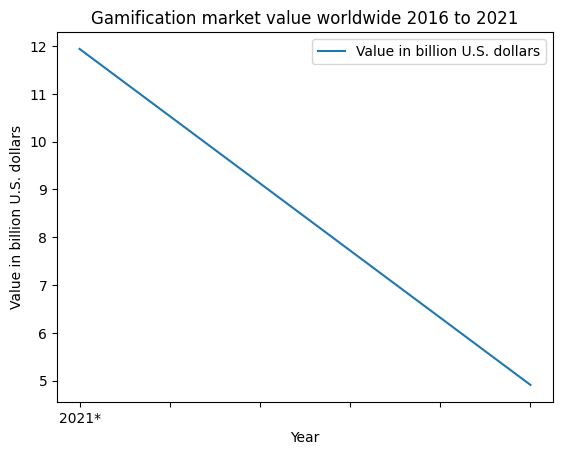 Gamification market value worldwide 2016 to 2021
Value in billion U.S. dollars
Value in billion U.S. dollars
12
11
10
9
8
7
6
5
2021*
Year